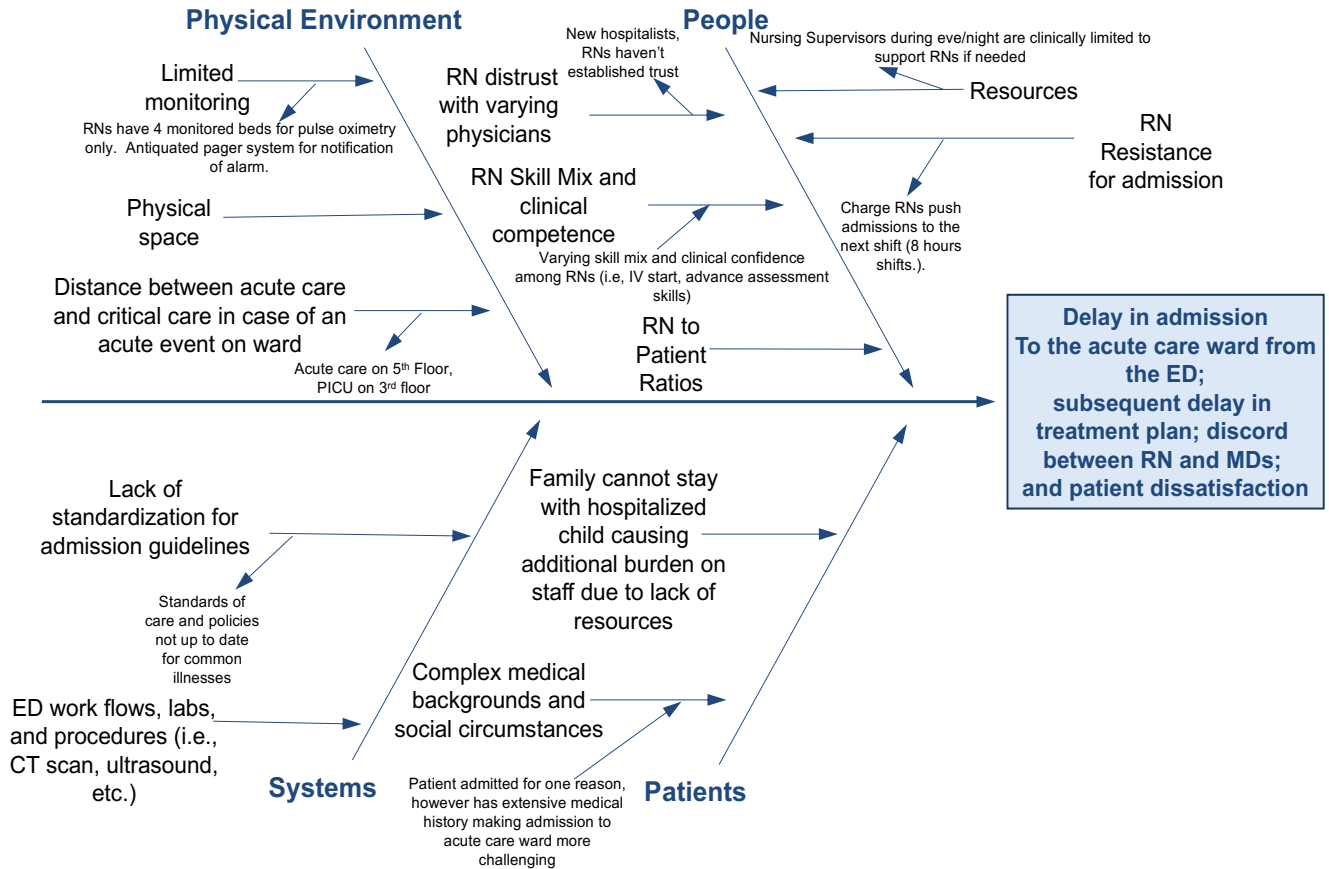 Physical Environment
Limited
monitoring
RNs have 4 monitored beds for pulse oximetry
only.  Antiquated pager system for notification
of alarm.
Physical
space
Distance between acute care
and critical care in case of an
acute event on ward
Acute care on 5th Floor,
PICU on 3rd floor
People
New hospitalists,
RNs haven’t
established trust
RN distrust
with varying
physicians
Nursing Supervisors during eve/night are clinically limited to
support RNs if needed
Resources
RN
Resistance
for admission
Charge RNs push
admissions to the
next shift (8 hours
shifts.).
RN Skill Mix and
clinical
competence
Varying skill mix and clinical confidence
among RNs (i.e, IV start, advance assessment
skills)
RN to
Patient
Ratios
Delay in admission
To the acute care ward from
the ED;
subsequent delay in
treatment plan; discord
between RN and MDs;
and patient dissatisfaction
Lack of
standardization for
admission guidelines
Standards of
care and policies
not up to date
for common
illnesses
ED work flows, labs,
and procedures (i.e.,
CT scan, ultrasound,
etc.)
Systems
Family cannot stay
with hospitalized
child causing
additional burden on
staff due to lack of
resources
Complex medical
backgrounds and
social circumstances
Patient admitted for one reason,
however has extensive medical
history making admission to
acute care ward more
challenging
Patients